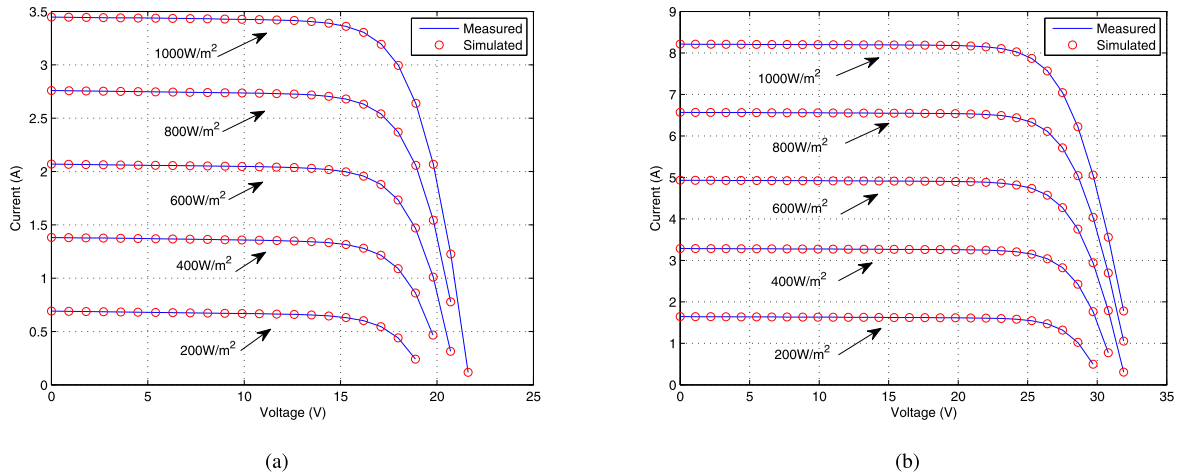 3.5
3
2.5
2
1.5
1
0.5
0
Current (A)
1000W/m²
800W/m²
600W/m²
400W/m²
200W/m²
Measured
Simulated
0 5 10 15 20 25
Voltage (V)
(a)
9
8
7
6
5
4
3
2
1
0
Current (A)
1000W/m²
800W/m²
600W/m²
400W/m²
200W/m²
Measured
Simulated
0 5 10 15 20 25 30 35
Voltage (V)
(b)